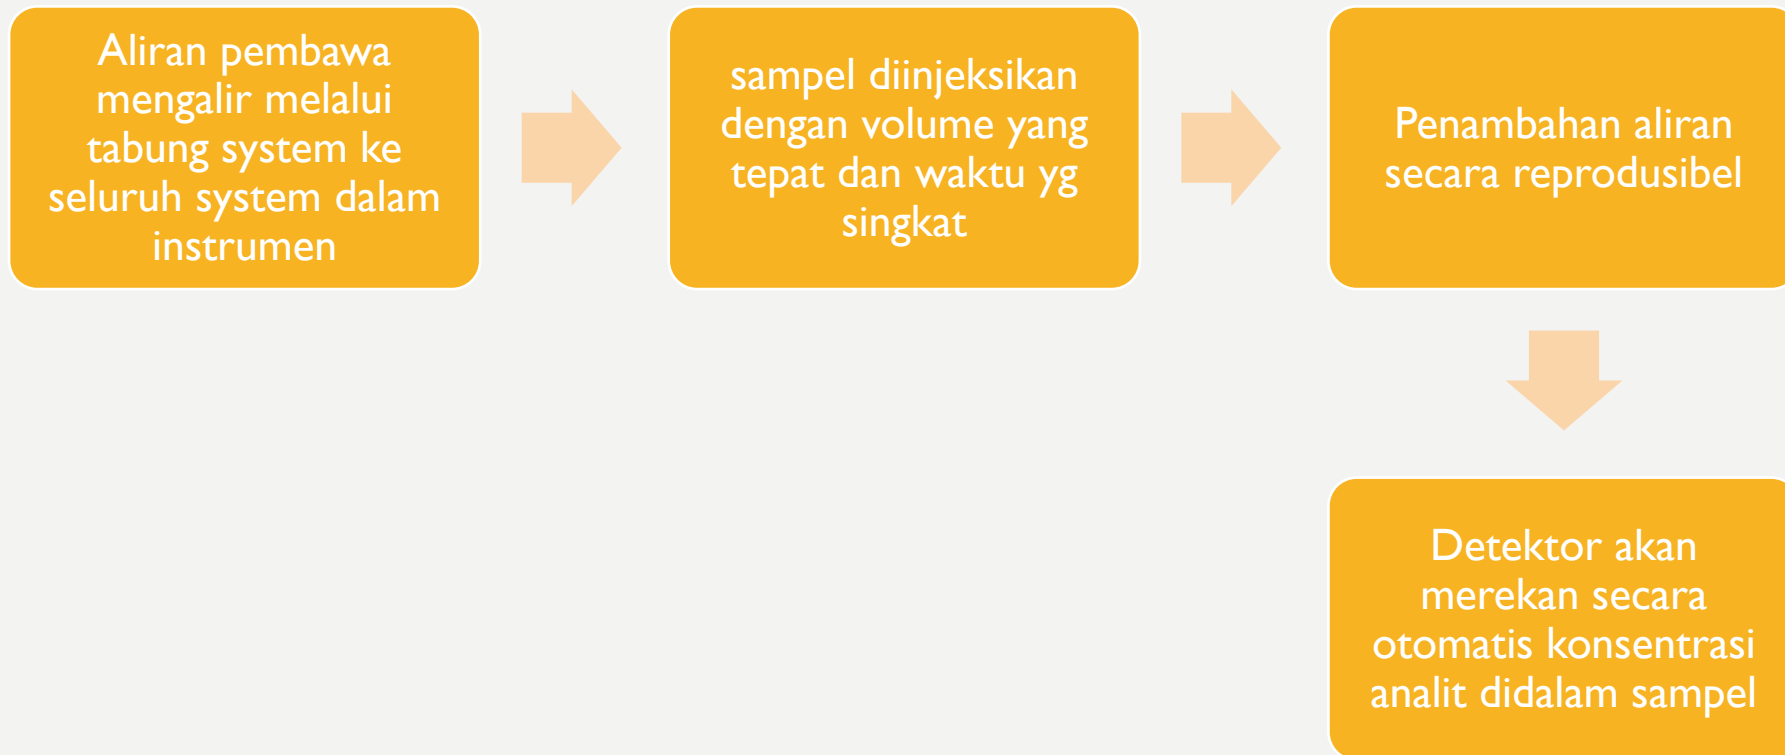 Aliran pembawa
mengalir melalui
tabung system ke
seluruh system dalam
instrumen
sampel diinjeksikan
dengan volume yang
tepat dan waktu yg
singkat
Penambahan aliran
secara reprodusibel
Detektor akan
merekan secara
otomatis konsentrasi
analit didalam sampel